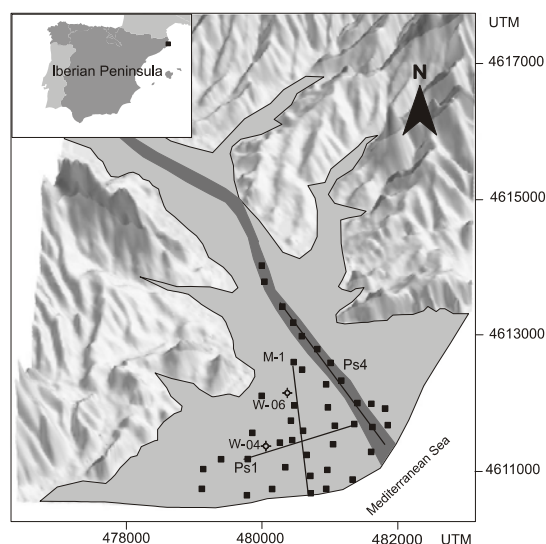 UTM
Iberian Peninsula
N
4617000
4615000
4613000
M-1
Ps4
W-06
W-04
Ps1
4611000
Mediterranean Sea
478000
480000
482000
UTM